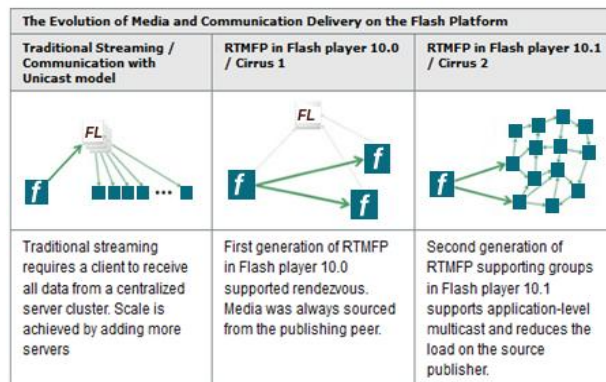 The Evolution of Media and Communication Delivery on the Flash Platform
Traditional Streaming /
Communication with
Unicast model
RTMFP in Flash player 10.0
/ Cirrus 1
RTMFP in Flash player 10.1
/ Cirrus 2
FL
f
FL
f
f
f
f
Traditional streaming
requires a client to receive
all data from a centralized
server cluster. Scale is
achieved by adding more
servers
First generation of RTMFP
in Flash player 10.0
supported rendezvous.
Media was always sourced
from the publishing peer.
Second generation of
RTMFP supporting groups
in Flash player 10.1
supports application-level
multicast and reduces the
load on the source
publisher.